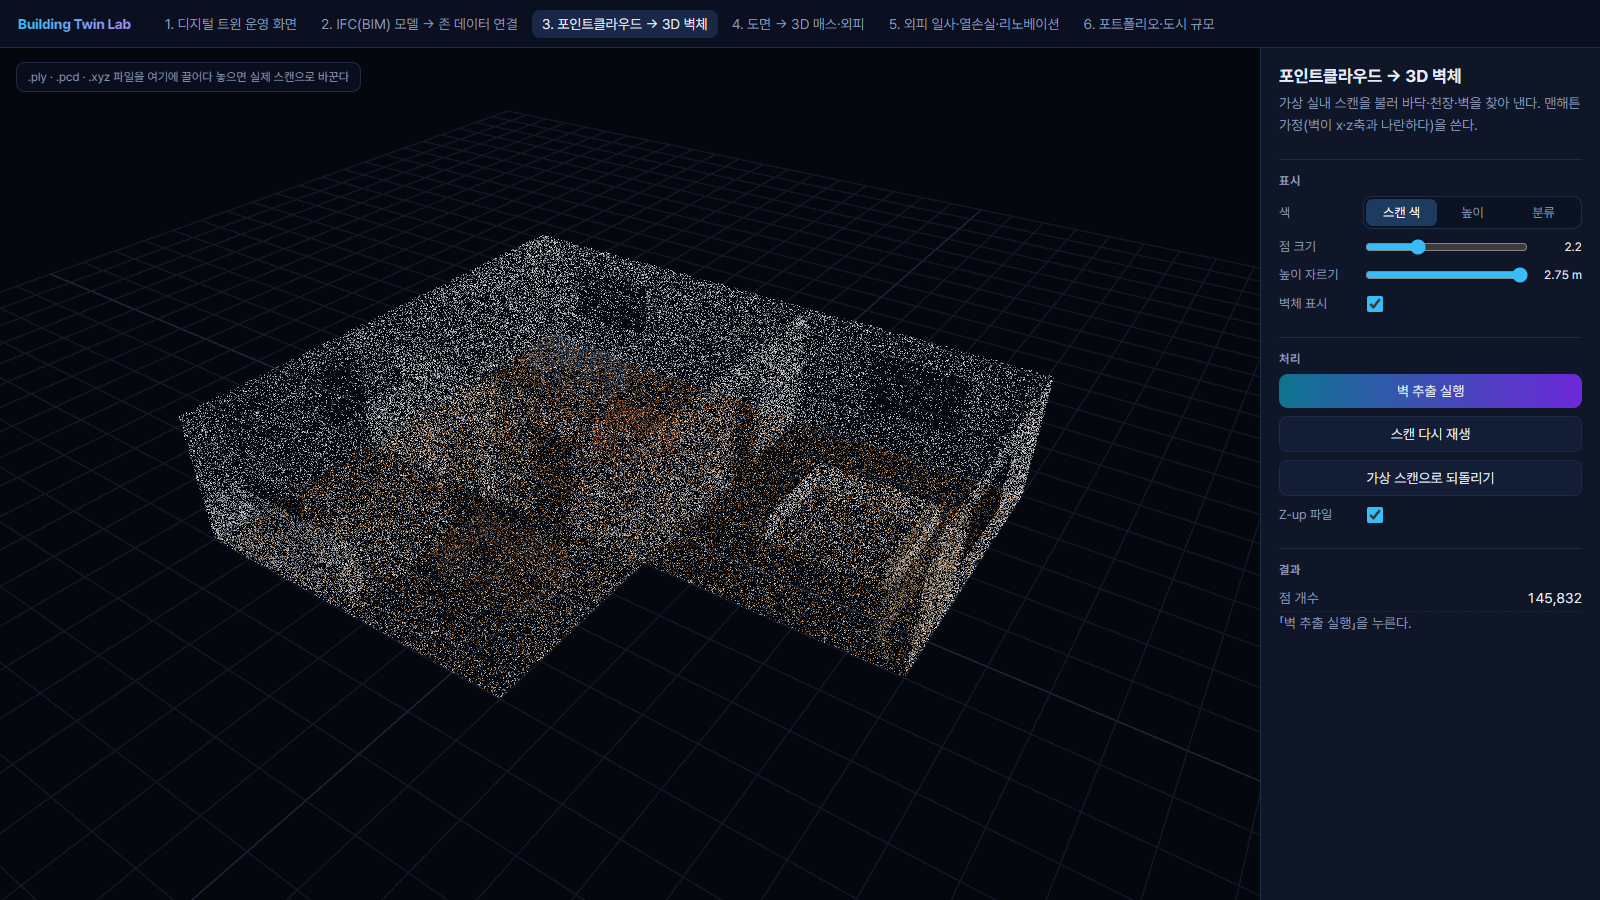 Building Twin Lab
1. 디지털 트윈 운영 화면
2. IFC(BIM) 모델 → 존 데이터 연결
3. 포인트클라우드 → 3D 벽체
4. 도면 → 3D 매스·외피
5. 외피 일사·열손실·리노베이션
6. 포트폴리오·도시 규모
.ply · .pcd · .xyz 파일을 여기에 끌어다 놓으면 실제 스캔으로 바꾼다
포인트클라우드 → 3D 벽체
가상 실내 스캔을 불러 바닥·천장·벽을 찾아 낸다. 맨해튼
가정(벽이 x·z축과 나란하다)을 쓴다.
표시
색 스캔 색 높이 분류
점 크기 2.2
높이 자르기 2.75 m
벽체 표시
처리
벽 추출 실행
스캔 다시 재생
가상 스캔으로 되돌리기
Z-up 파일
결과
점 개수 145,832
「벽 추출 실행」을 누른다.